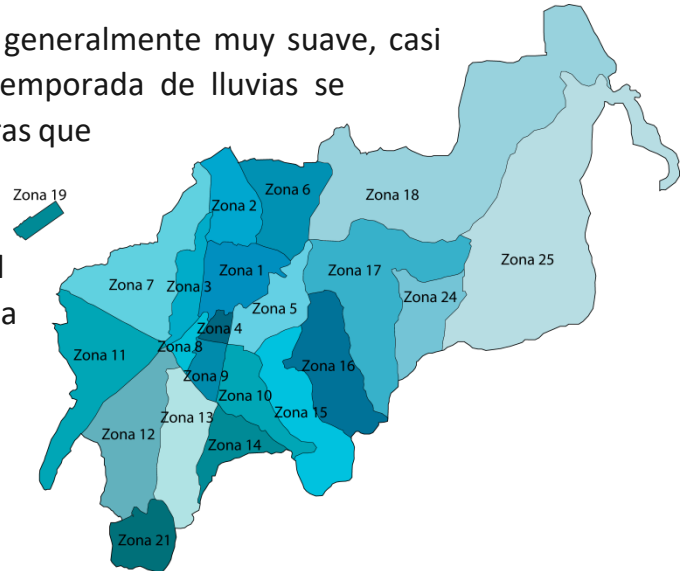 generalmente muy suave, casi
emporada de lluvias se
ras que
Zona 19
a
Zona 6
Zona 2
Zona 18
Zona 25
Zona 1
Zona 17
Zona 7
Zona 3
Zona 24
Zona 5
Zona 4
Zona 11
Zona 8
Zona 16
Zona 9
Zona 10
Zona 15
Zona 13
Zona 12
Zona 14
Zona 21